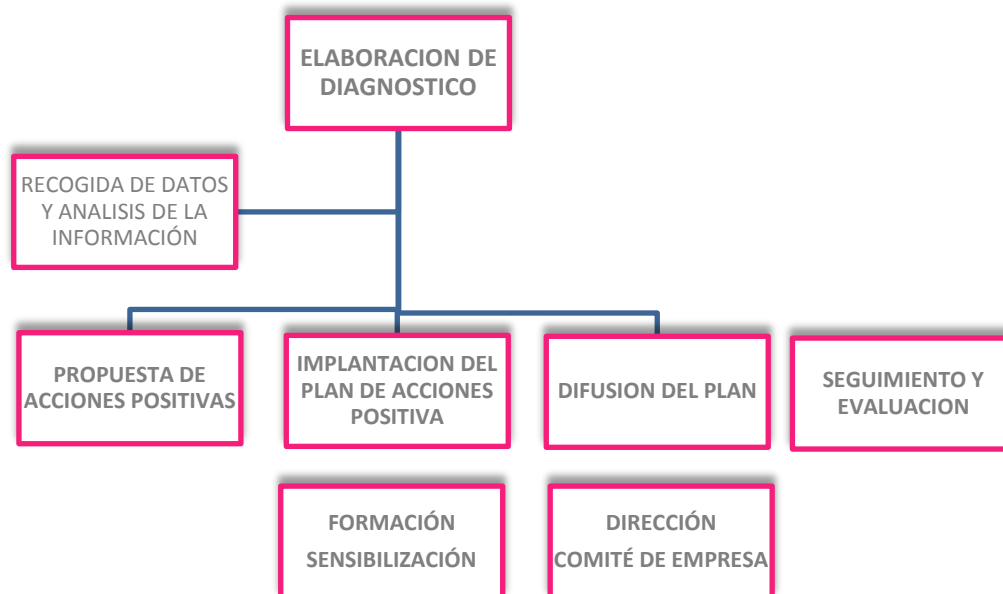 ELABORACION DE
DIAGNOSTICO
RECOGIDA DE DATOS
Y ANALISIS DE LA
INFORMACIÓN
PROPUESTA DE
ACCIONES POSITIVAS
IMPLANTACION DEL
PLAN DE ACCIONES
POSITIVA
DIFUSION DEL PLAN
SEGUIMIENTO Y
EVALUACION
FORMACIÓN
SENSIBILIZACIÓN
DIRECCIÓN
COMITÉ DE EMPRESA